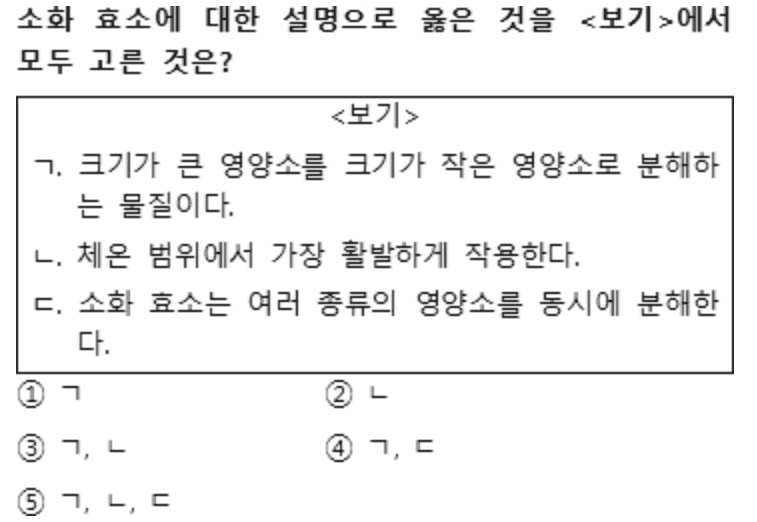 소화 효소에 대한 설명으로 옳은 것을 <보기>에서
모두 고른 것은?
<보기>
ㄱ. 크기가 큰 영양소를 크기가 작은 영양소로 분해하
는 물질이다.
ㄴ. 체온 범위에서 가장 활발하게 작용한다.
ㄷ. 소화 효소는 여러 종류의 영양소를 동시에 분해한
다.
① ㄱ ② ㄴ
③ ㄱ, ㄴ ④ ㄱ, ㄷ
⑤ ㄱ, ㄴ, ㄷ